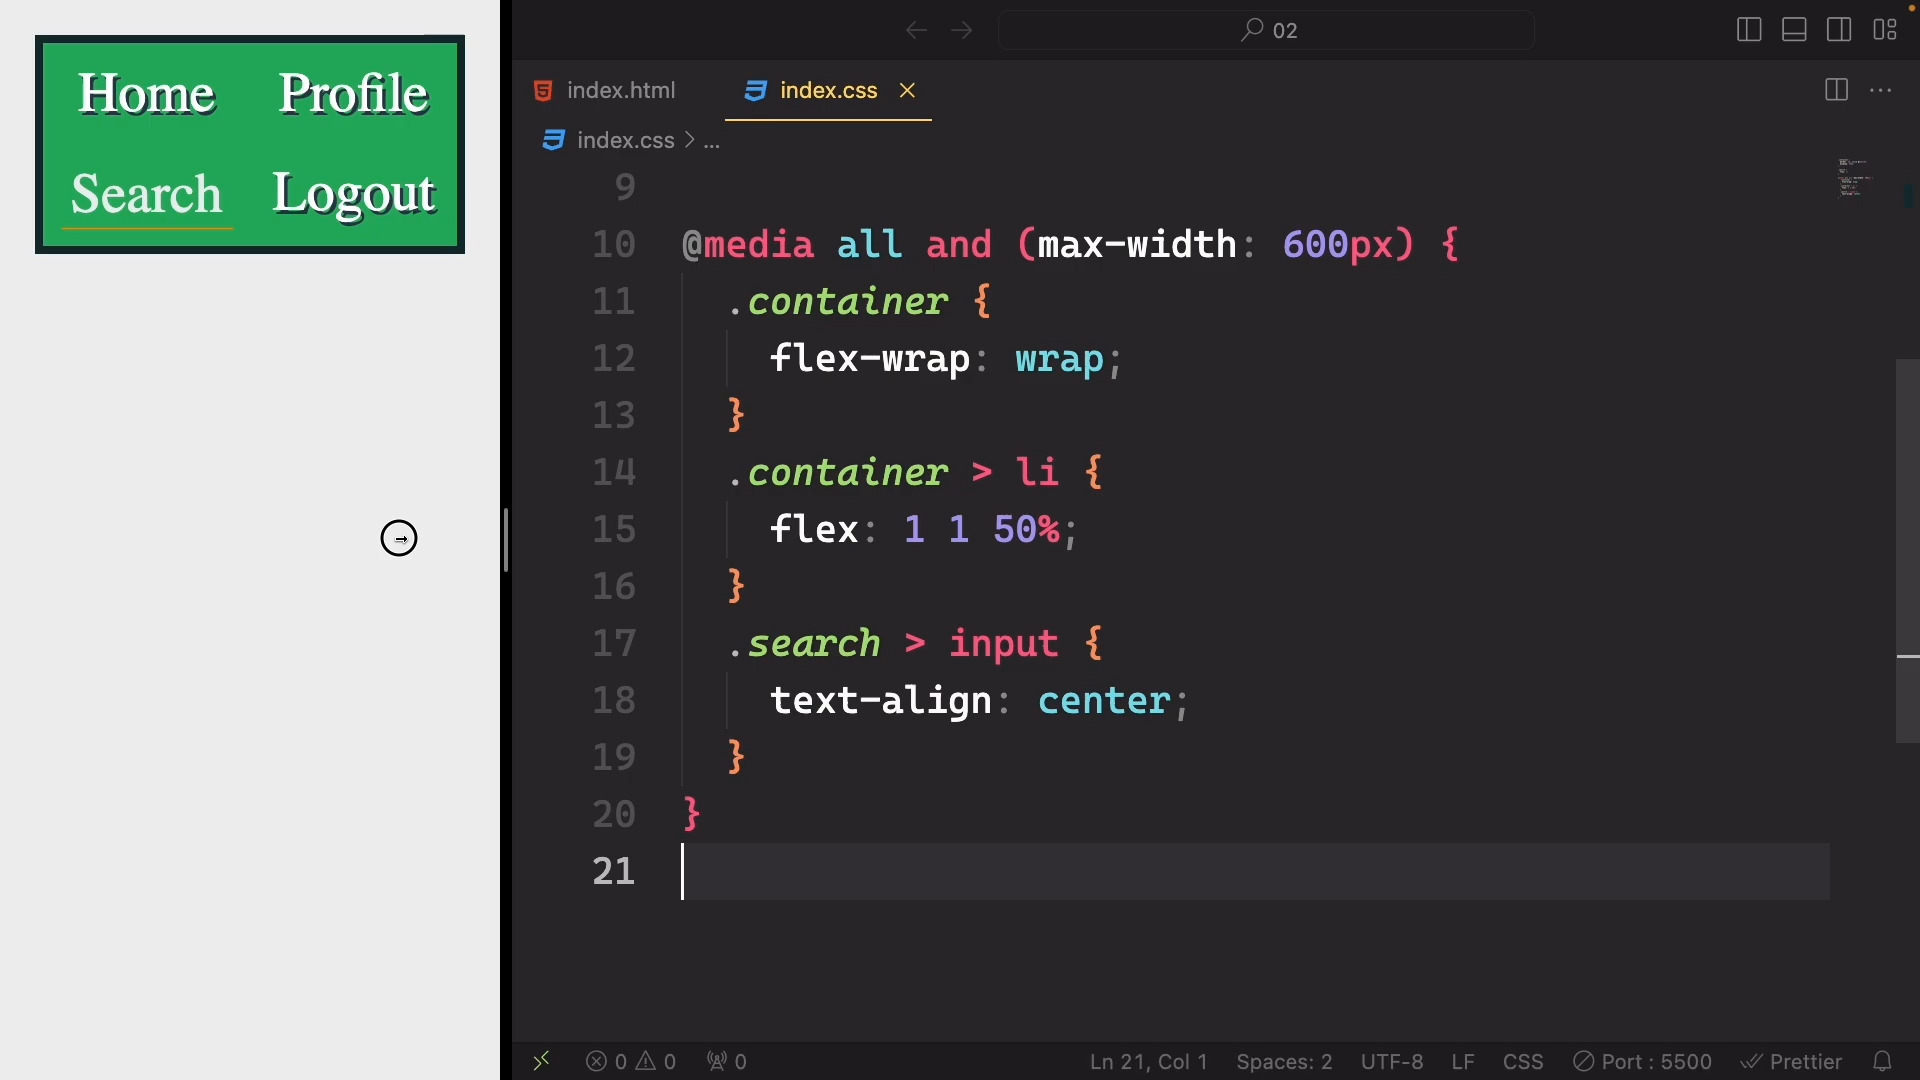 Home Profile
Search Logout
02
index.html index.css
index.css > ...
9
10 @media all and (max-width: 600px) {
11 .container {
12 flex-wrap: wrap;
13 }
14 .container > li {
15 flex: 1 1 50%;
16 }
17 .search > input {
18 text-align: center;
19 }
20 }
21
0 0 0 Ln 21, Col 1 Spaces: 2 UTF-8 LF CSS Port : 5500 Prettier